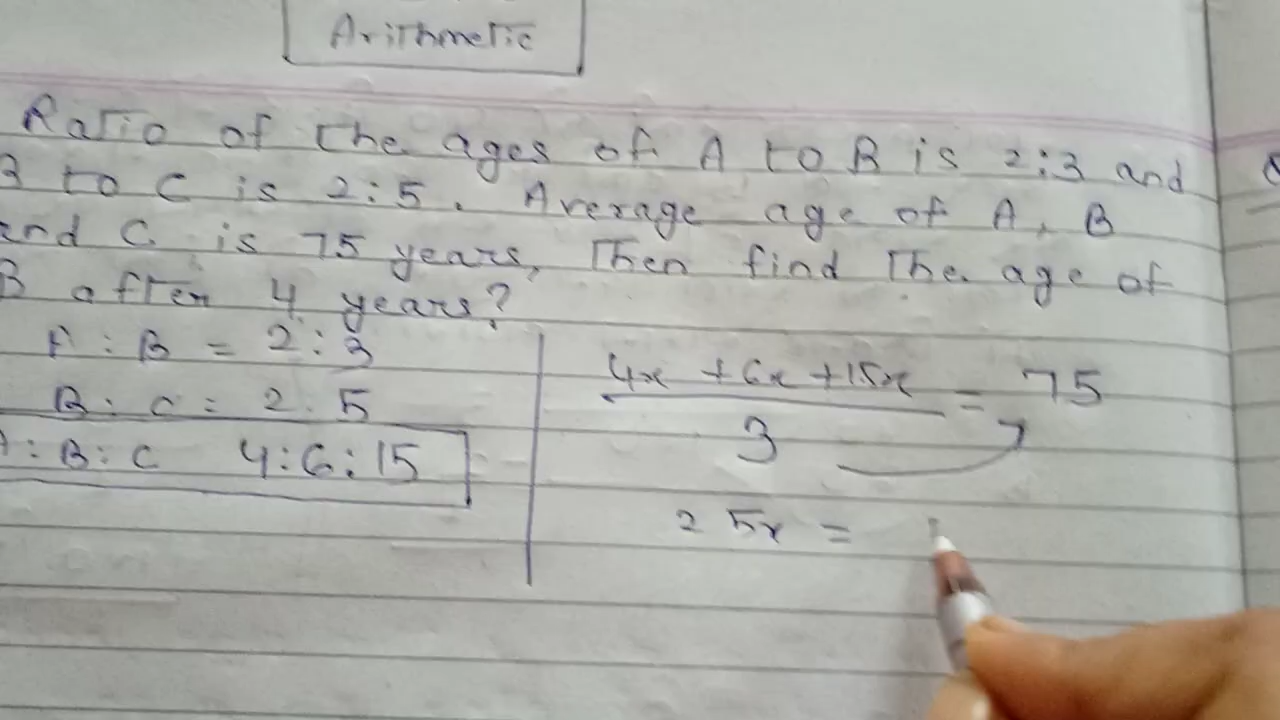 Arithmetic
Ratio of the ages of A to B is 2:3 and
B to C is 2:5. Average age of A, B
and C is 75 years, Then find The age of
B after 4 years?
A : B = 2 : 3
B : C = 2 : 5
A : B : C 4:6:15
4x + 6x + 15x = 75
3
25x =